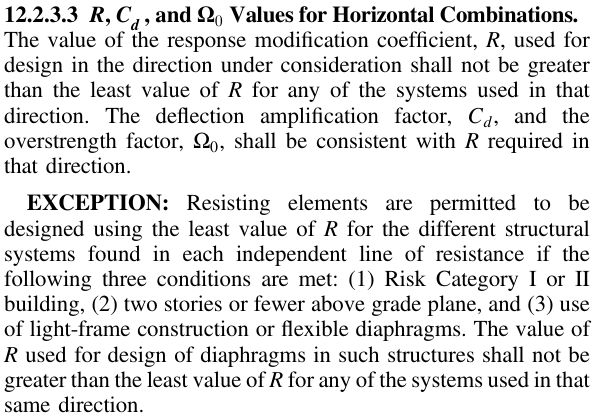 12.2.3.3 R, Cd, and Ω0 Values for Horizontal Combinations.
The value of the response modification coefficient, R, used for
design in the direction under consideration shall not be greater
than the least value of R for any of the systems used in that
direction. The deflection amplification factor, Cd, and the
overstrength factor, Ω0, shall be consistent with R required in
that direction.
EXCEPTION: Resisting elements are permitted to be
designed using the least value of R for the different structural
systems found in each independent line of resistance if the
following three conditions are met: (1) Risk Category I or II
building, (2) two stories or fewer above grade plane, and (3) use
of light-frame construction or flexible diaphragms. The value of
R used for design of diaphragms in such structures shall not be
greater than the least value of R for any of the systems used in that
same direction.